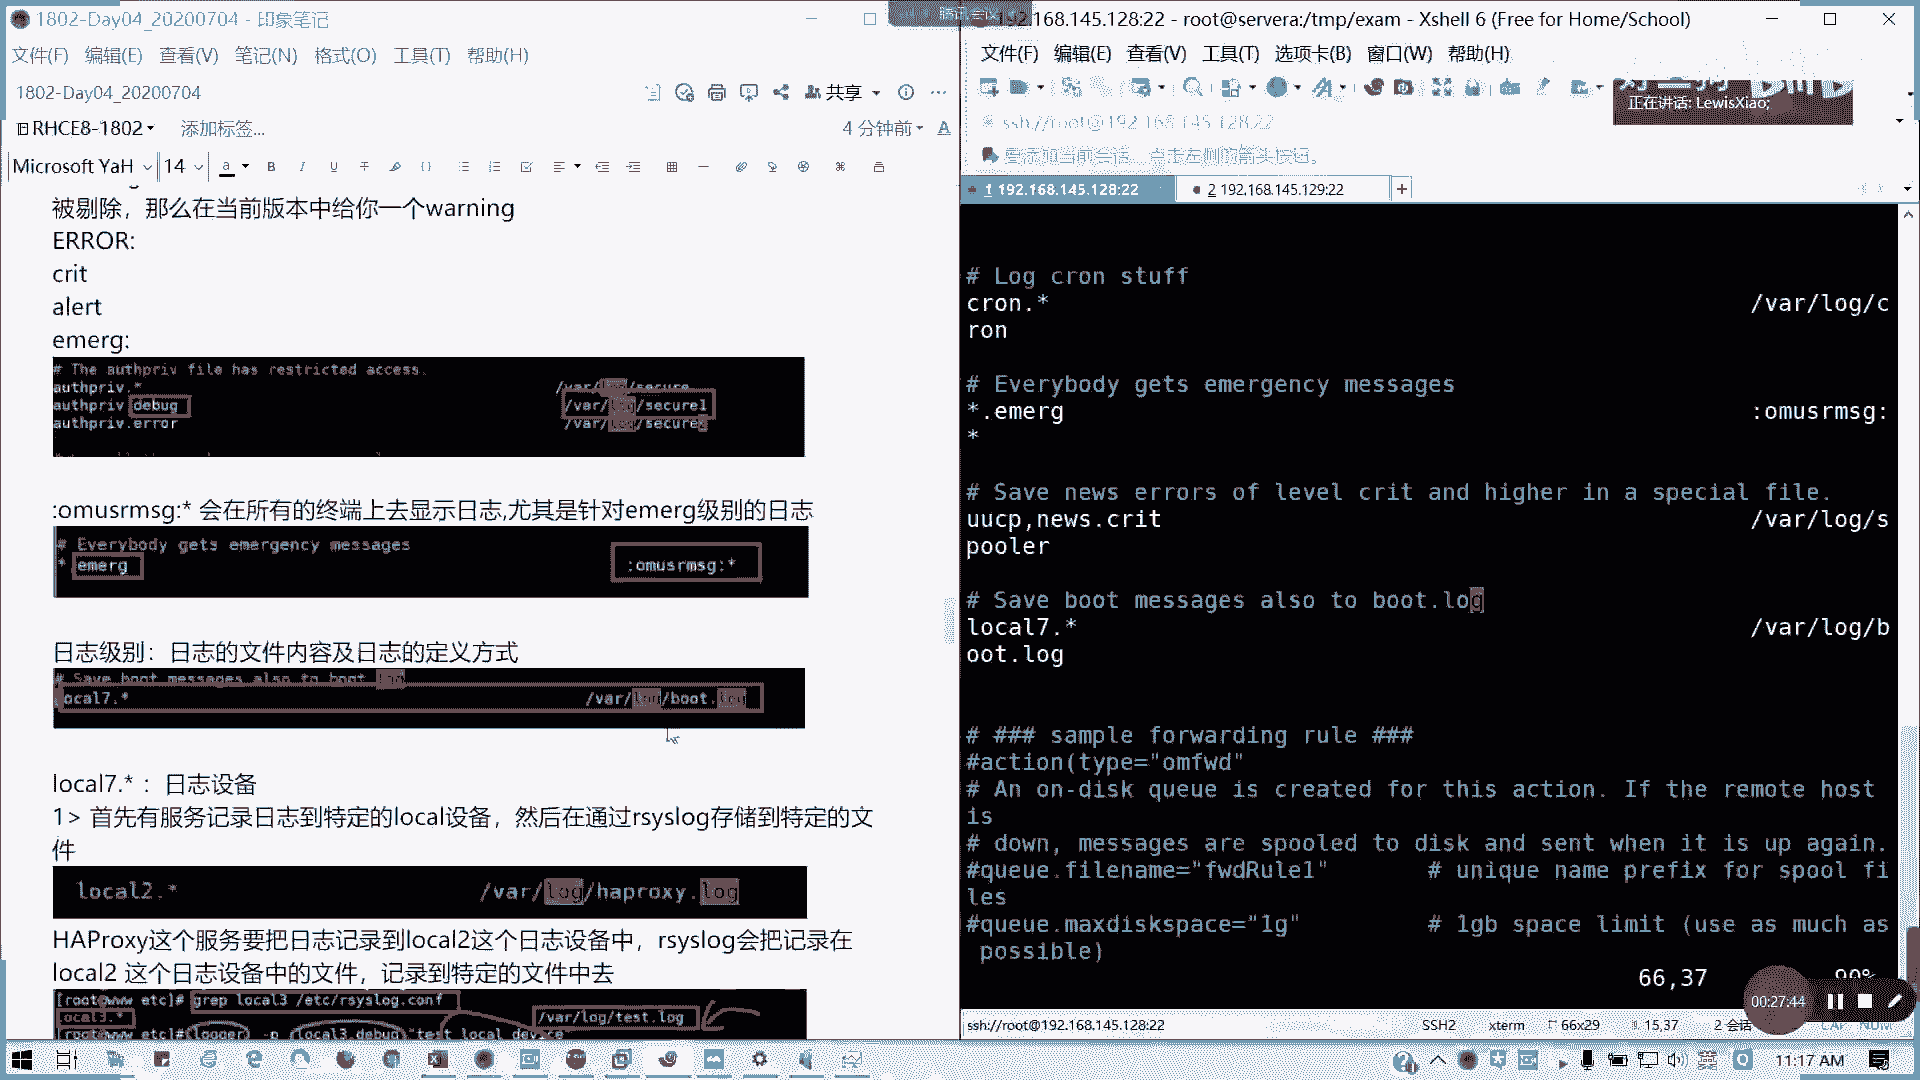 1802-Day04_20200704 - 印象笔记
文件(F) 编辑(E) 查看(V) 笔记(N) 格式(O) 工具(T) 帮助(H)
1802-Day04_20200704
共享
RHCE8-1802
添加标签...
4 分钟前
Microsoft YaH
14
被剔除，那么在当前版本中给你一个warning
ERROR:
crit
alert
emerg:
# The authpriv file has restricted access.
authpriv.* /var/log/secure
authpriv debug /var/log/secure1
authpriv.error /var/log/secure
:omusrmsg:* 会在所有的终端上去显示日志,尤其是针对emerg级别的日志
# Everybody gets emergency messages
* emerg :omusrmsg:*
日志级别：日志的文件内容及日志的定义方式
# Save boot messages also to boot log
ocal7.* /var/log/boot.log
local7.* ：日志设备
1> 首先有服务记录日志到特定的local设备，然后在通过rsyslog存储到特定的文
件
local2.* /var/log/haproxy.log
HAProxy这个服务要把日志记录到local2这个日志设备中，rsyslog会把记录在
local2 这个日志设备中的文件，记录到特定的文件中去
[root@www etc]# grep local3 /etc/rsyslog.conf
ocal3.* /var/log/test.log
[root@www etc]# logger -p local3.debug "test local device
192.168.145.128:22 - root@servera:/tmp/exam - Xshell 6 (Free for Home/School)
文件(F) 编辑(E) 查看(V) 工具(T) 选项卡(B) 窗口(W) 帮助(H)
正在讲话: LewisXiao;
ssh://root@192.168.145.128:22
要添加当前会话，点击左侧的箭头按钮。
1 192.168.145.128:22
2 192.168.145.129:22
# Log cron stuff
cron.* /var/log/c
ron
# Everybody gets emergency messages
*.emerg :omusrmsg:
*
# Save news errors of level crit and higher in a special file.
uucp,news.crit /var/log/s
pooler
# Save boot messages also to boot.log
local7.* /var/log/b
oot.log
# ### sample forwarding rule ###
#action(type="omfwd"
# An on-disk queue is created for this action. If the remote host
is
# down, messages are spooled to disk and sent when it is up again.
#queue.filename="fwdRule1" # unique name prefix for spool fi
les
#queue.maxdiskspace="1g" # 1gb space limit (use as much as
possible)
66,37 90%
00:27:44
ssh://root@192.168.145.128:22
SSH2
xterm
66x29
15,37
2 会话
CAP NUM
英
11:17 AM